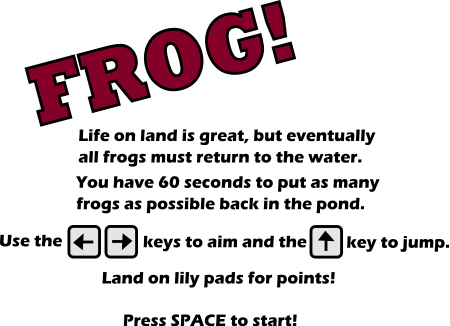 FROG!
Life on land is great, but eventually
all frogs must return to the water.
You have 60 seconds to put as many
frogs as possible back in the pond.
Use the ← → keys to aim and the ↑ key to jump.
Land on lily pads for points!
Press SPACE to start!